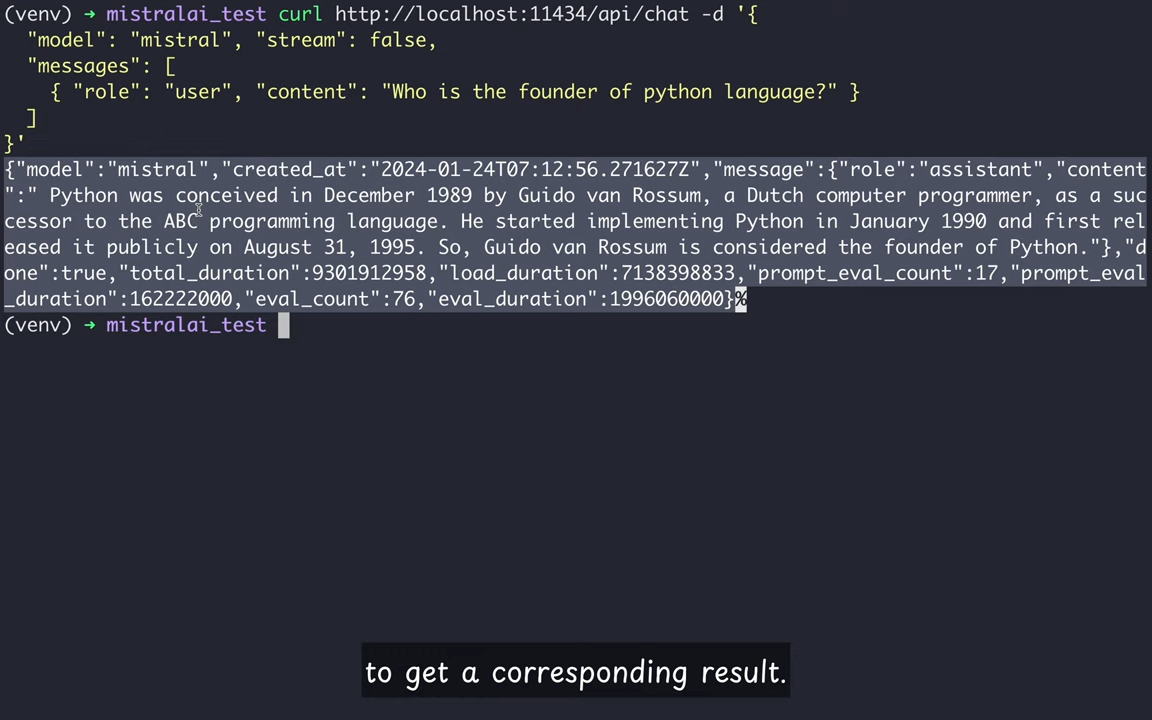 (venv) → mistralai_test curl http://localhost:11434/api/chat -d '{
  "model": "mistral", "stream": false,
  "messages": [
    { "role": "user", "content": "Who is the founder of python language?" }
  ]
}'
{"model":"mistral","created_at":"2024-01-24T07:12:56.271627Z","message":{"role":"assistant","content
":" Python was conceived in December 1989 by Guido van Rossum, a Dutch computer programmer, as a suc
cessor to the ABC programming language. He started implementing Python in January 1990 and first rel
eased it publicly on August 31, 1995. So, Guido van Rossum is considered the founder of Python."},"d
one":true,"total_duration":9301912958,"load_duration":7138398833,"prompt_eval_count":17,"prompt_eval
_duration":162222000,"eval_count":76,"eval_duration":1996060000}%
(venv) → mistralai_test
to get a corresponding result.